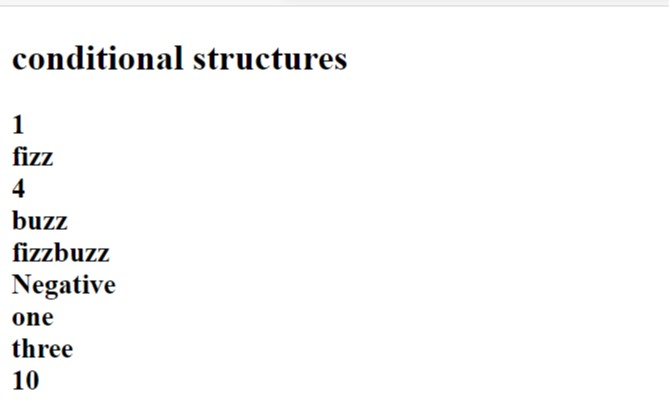 conditional structures
1
fizz
4
buzz
fizzbuzz
Negative
one
three
10